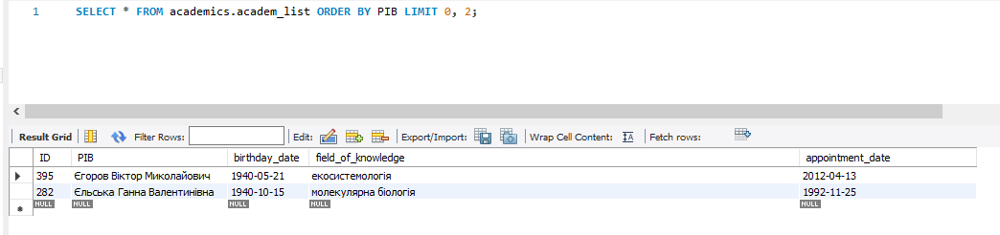 1 SELECT * FROM academics.academ_list ORDER BY PIB LIMIT 0, 2;
Result Grid Filter Rows: Edit: Export/Import: Wrap Cell Content: IA Fetch rows:
ID PIB birthday_date field_of_knowledge appointment_date
395 Єгоров Віктор Миколайович 1940-05-21 екосистемологія 2012-04-13
282 Єльська Ганна Валентинівна 1940-10-15 молекулярна біологія 1992-11-25
NULL NULL NULL NULL NULL